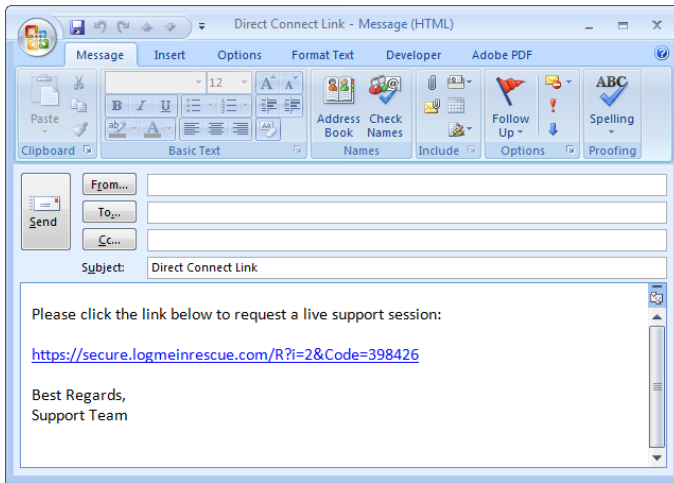 Direct Connect Link - Message (HTML)
Message Insert Options Format Text Developer Adobe PDF
12 A A
Paste
B I U
ab A Aa
Address Book
Check Names
Follow Up
ABC
Spelling
Clipboard Basic Text Names Include Options Proofing
From...
To...
Send
Cc...
Subject: Direct Connect Link
Please click the link below to request a live support session:
https://secure.logmeinrescue.com/R?i=2&Code=398426
Best Regards,
Support Team